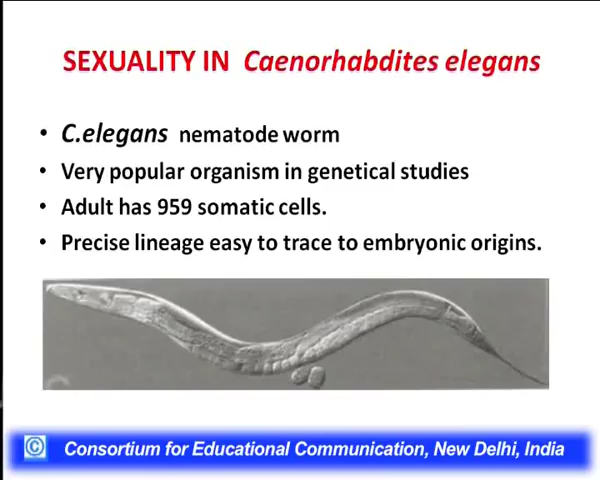 SEXUALITY IN Caenorhabdites elegans
• C.elegans nematode worm
• Very popular organism in genetical studies
• Adult has 959 somatic cells.
• Precise lineage easy to trace to embryonic origins.
© Consortium for Educational Communication, New Delhi, India